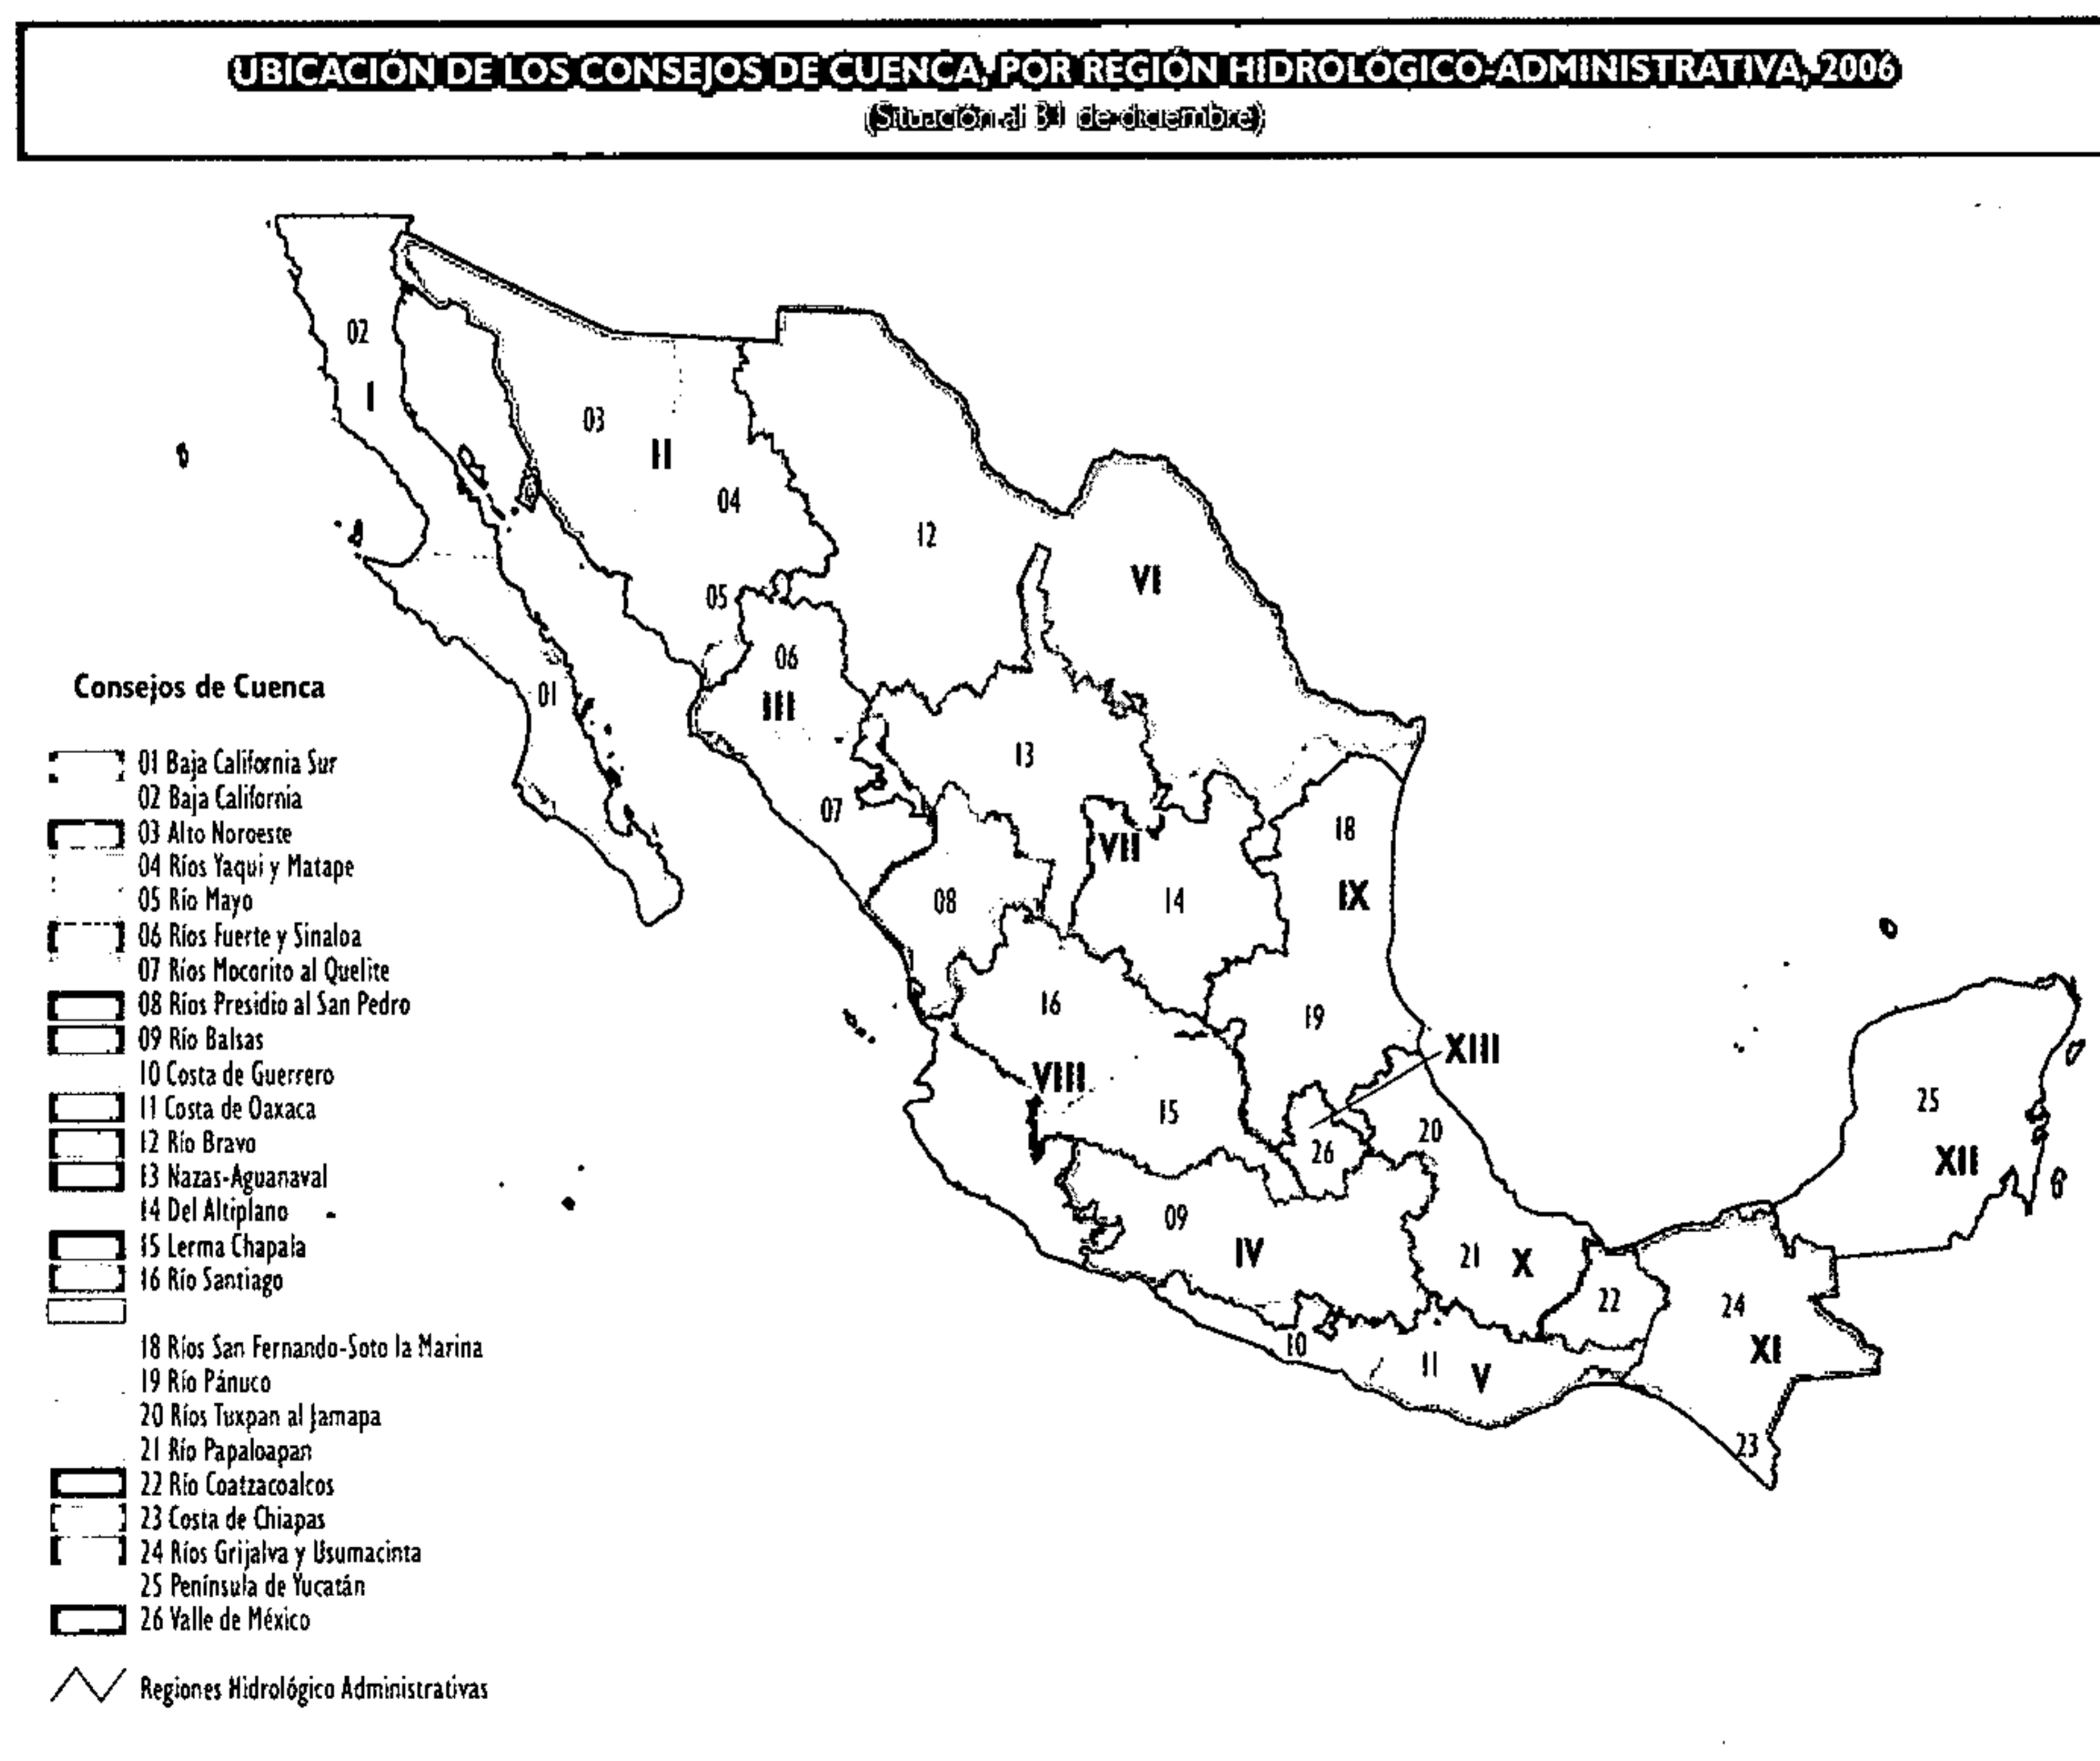 UBICACIÓN DE LOS CONSEJOS DE CUENCA, POR REGIÓN HIDROLÓGICO-ADMINISTRATIVA, 2006
(Situación al 31 de diciembre)
02
I
03
II
04
12
VI
05
06
III
01
13
07
VII
18
08
14
IX
16
19
XIII
VIII
15
20
26
25
XII
09
IV
21
X
22
24
10
11
V
XI
23
Consejos de Cuenca
01 Baja California Sur
02 Baja California
03 Alto Noroeste
04 Ríos Yaqui y Matape
05 Río Mayo
06 Ríos Fuerte y Sinaloa
07 Ríos Mocorito al Quelite
08 Ríos Presidio al San Pedro
09 Río Balsas
10 Costa de Guerrero
11 Costa de Oaxaca
12 Río Bravo
13 Nazas-Aguanaval
14 Del Altiplano
15 Lerma Chapala
16 Río Santiago
18 Ríos San Fernando-Soto la Marina
19 Río Pánuco
20 Ríos Tuxpan al Jamapa
21 Río Papaloapan
22 Río Coatzacoalcos
23 Costa de Chiapas
24 Ríos Grijalva y Usumacinta
25 Península de Yucatán
26 Valle de México
Regiones Hidrológico Administrativas